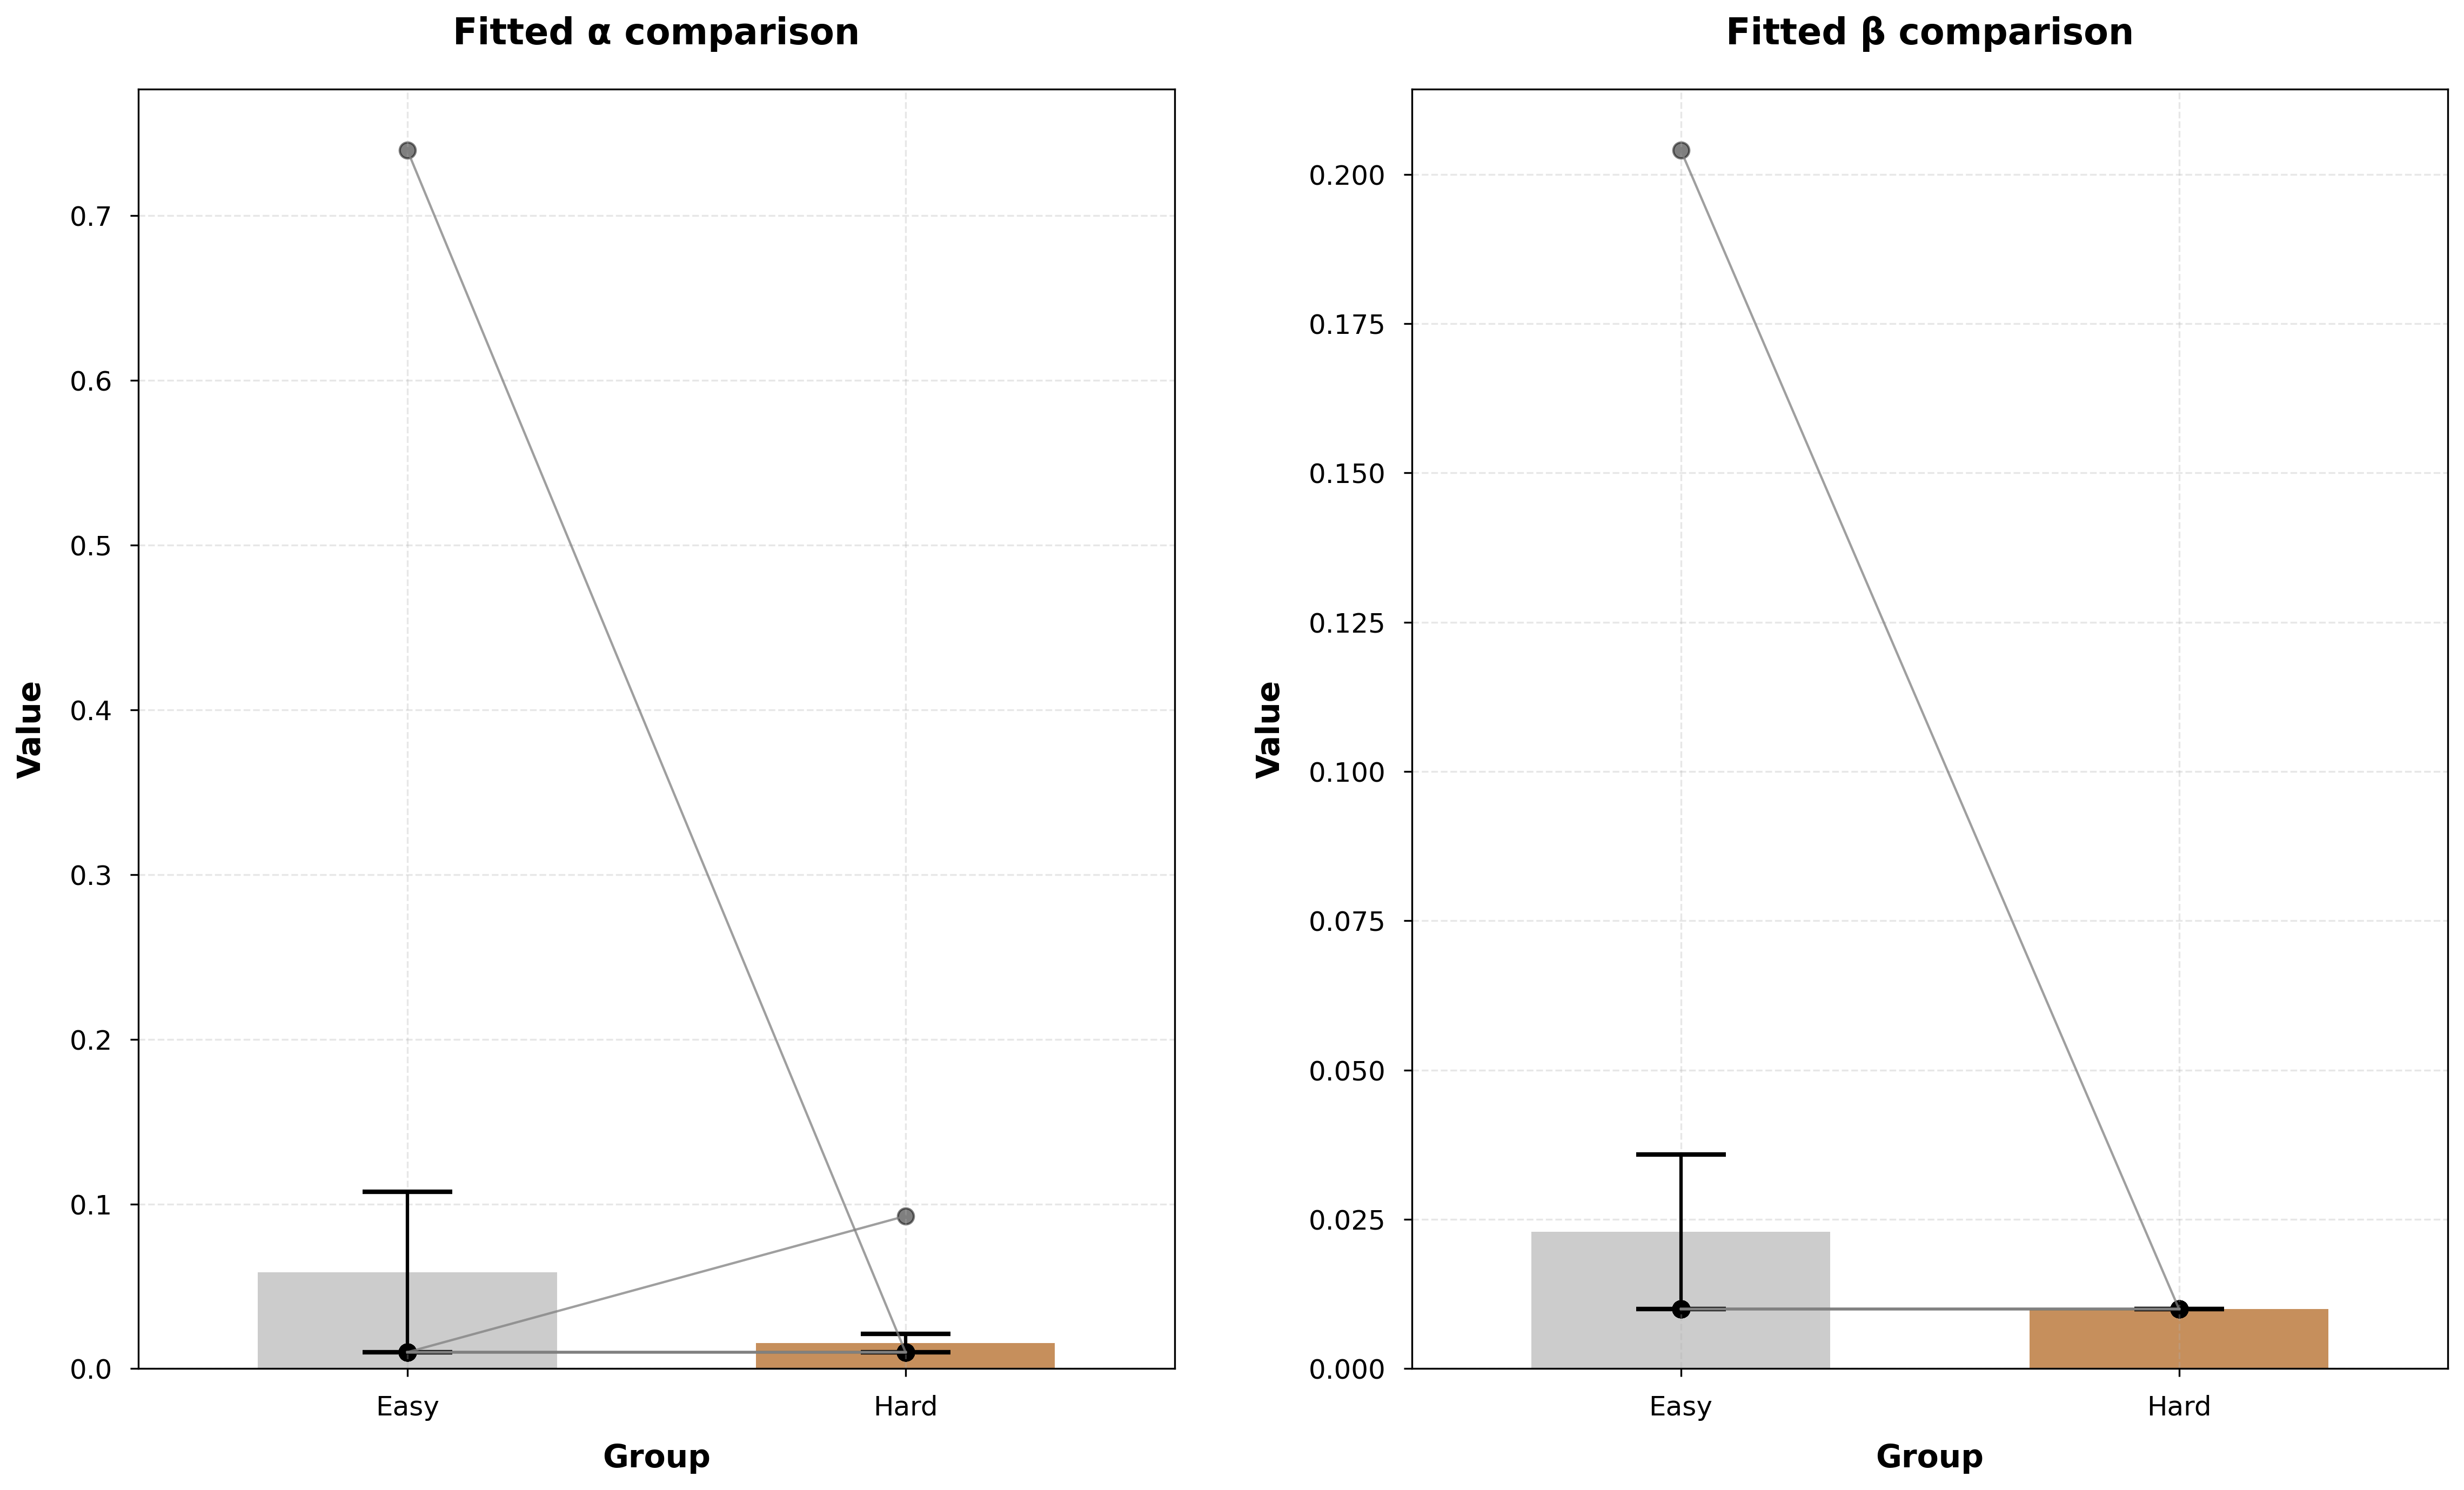 Fitted α comparison
Value
0.7
0.6
0.5
0.4
0.3
0.2
0.1
0.0
Easy
Hard
Group
Fitted β comparison
Value
0.200
0.175
0.150
0.125
0.100
0.075
0.050
0.025
0.000
Easy
Hard
Group